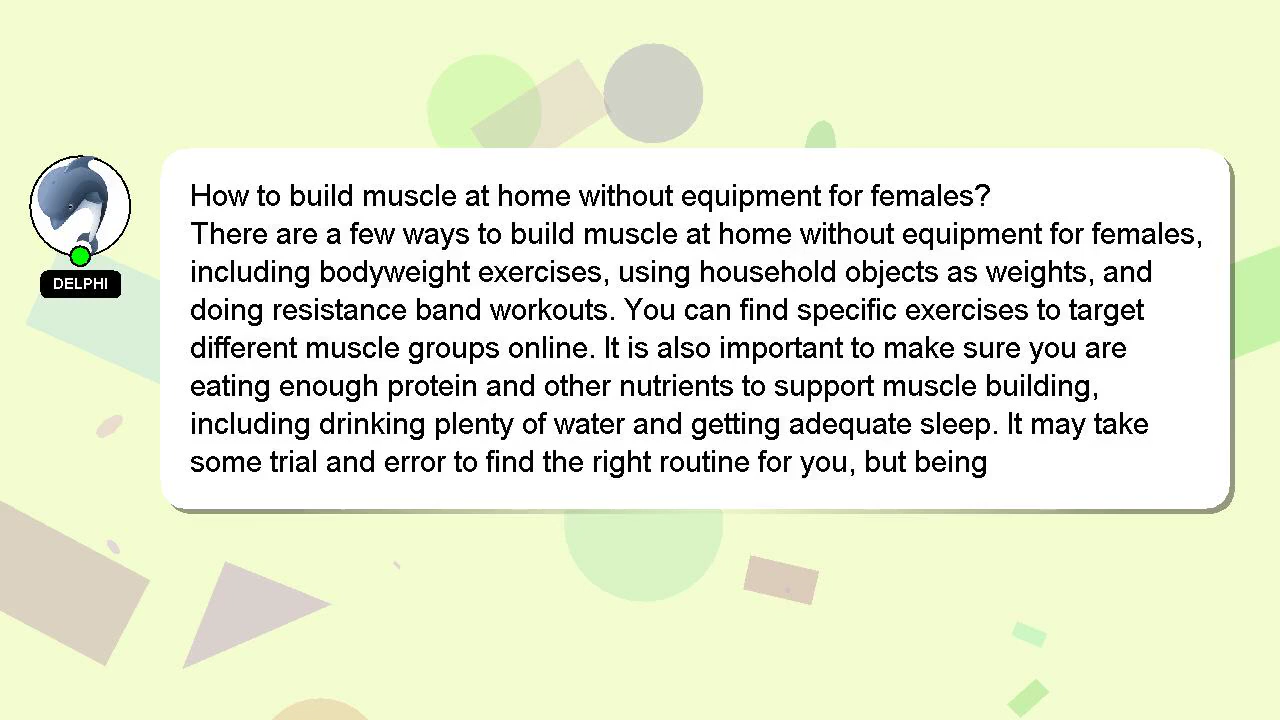 How to build muscle at home without equipment for females?
There are a few ways to build muscle at home without equipment for females,
including bodyweight exercises, using household objects as weights, and
doing resistance band workouts. You can find specific exercises to target
different muscle groups online. It is also important to make sure you are
eating enough protein and other nutrients to support muscle building,
including drinking plenty of water and getting adequate sleep. It may take
some trial and error to find the right routine for you, but being
DELPHI